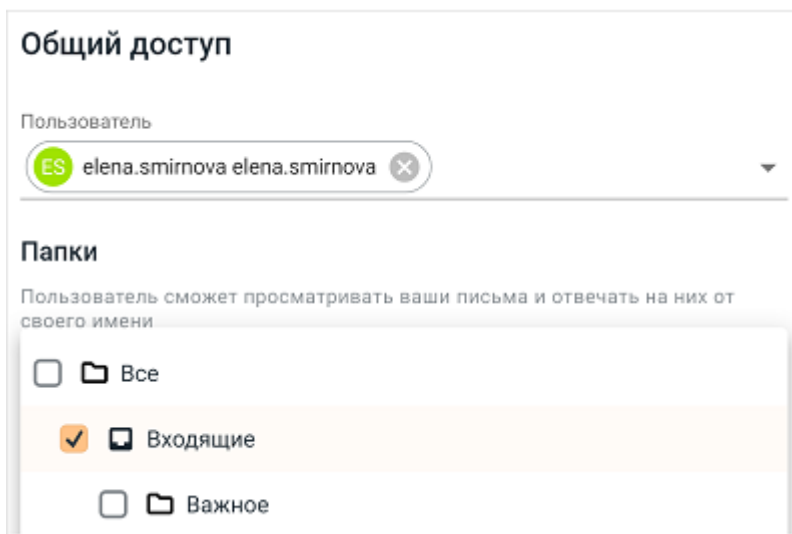 Общий доступ
Пользователь
ES elena.smirnova elena.smirnova
Папки
Пользователь сможет просматривать ваши письма и отвечать на них от
своего имени
Все
Входящие
Важное